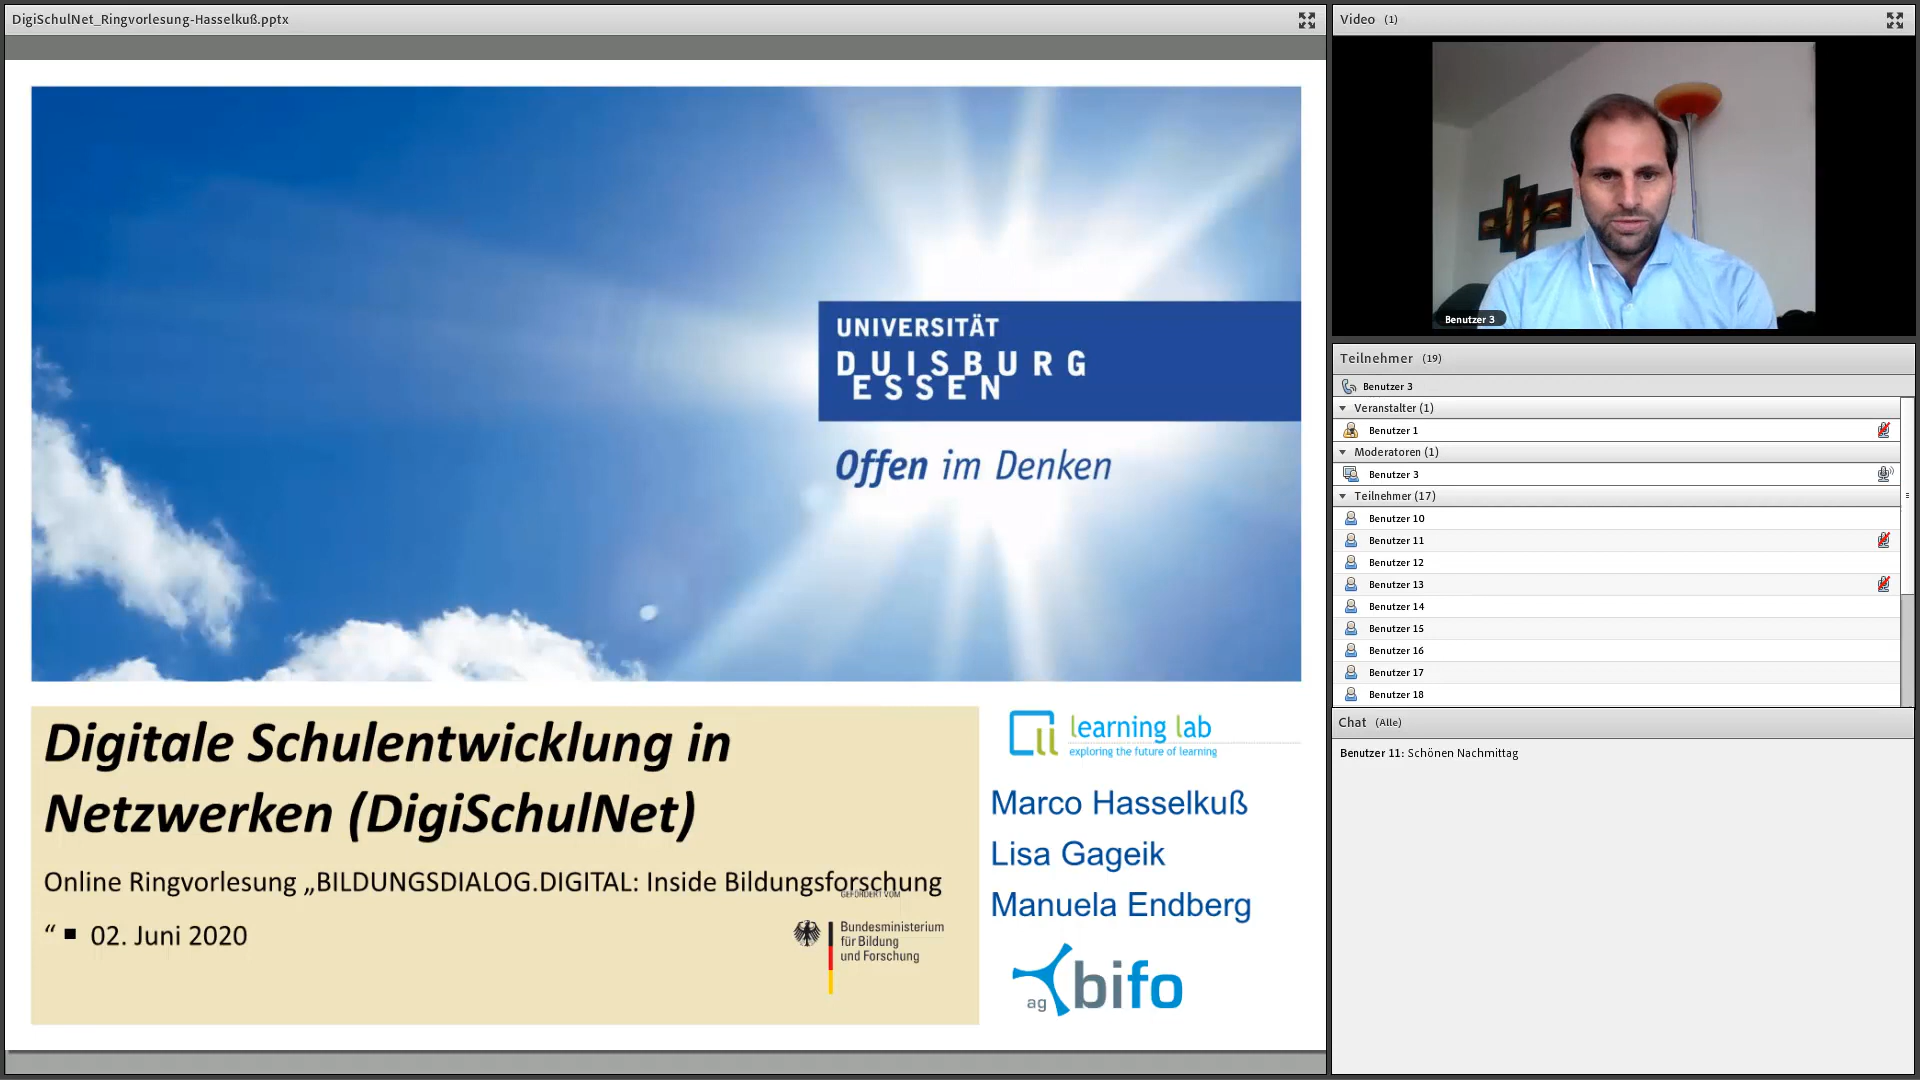 DigiSchulNet_Ringvorlesung-Hasselkuß.pptx
UNIVERSITÄT
DUISBURG
ESSEN
Offen im Denken
Digitale Schulentwicklung in
Netzwerken (DigiSchulNet)
Online Ringvorlesung „BILDUNGSDIALOG.DIGITAL: Inside Bildungsforschung
“ ▪ 02. Juni 2020
GEFÖRDERT VOM
Bundesministerium
für Bildung
und Forschung
learning lab
exploring the future of learning
Marco Hasselkuß
Lisa Gageik
Manuela Endberg
ag bifo
Video (1)
Benutzer 3
Teilnehmer (19)
Benutzer 3
Veranstalter (1)
Benutzer 1
Moderatoren (1)
Benutzer 3
Teilnehmer (17)
Benutzer 10
Benutzer 11
Benutzer 12
Benutzer 13
Benutzer 14
Benutzer 15
Benutzer 16
Benutzer 17
Benutzer 18
Chat (Alle)
Benutzer 11: Schönen Nachmittag